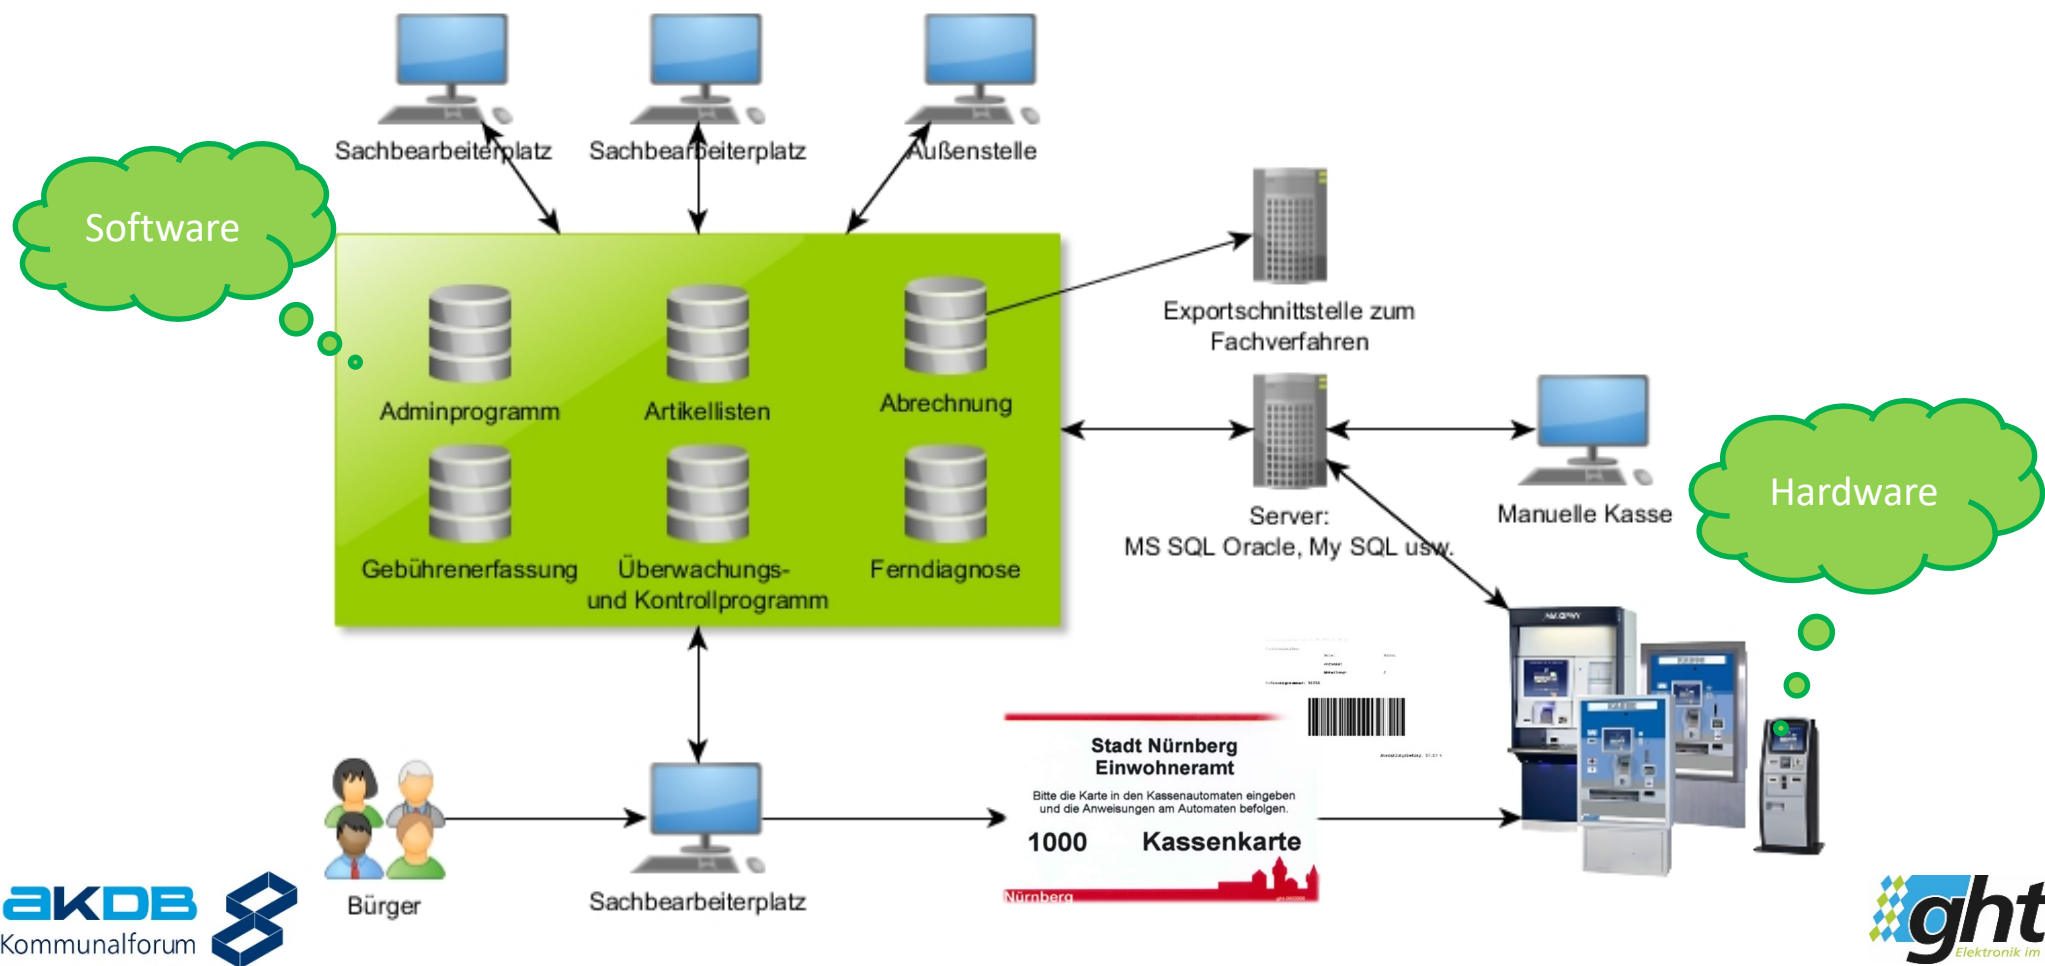 Sachbearbeiterplatz
Sachbearbeiterplatz
Außenstelle
Software
Exportschnittstelle zum
Fachverfahren
Adminprogramm
Artikellisten
Abrechnung
Gebührenerfassung
Überwachungs-
und Kontrollprogramm
Ferndiagnose
Server:
MS SQL Oracle, My SQL usw.
Manuelle Kasse
Hardware
Stadt Nürnberg
Einwohneramt
Bitte die Karte in den Kassenautomaten eingeben
und die Anweisungen am Automaten befolgen.
1000 Kassenkarte
Nürnberg
Bürger
Sachbearbeiterplatz
aKDB
Kommunalforum
ght
Elektronik im